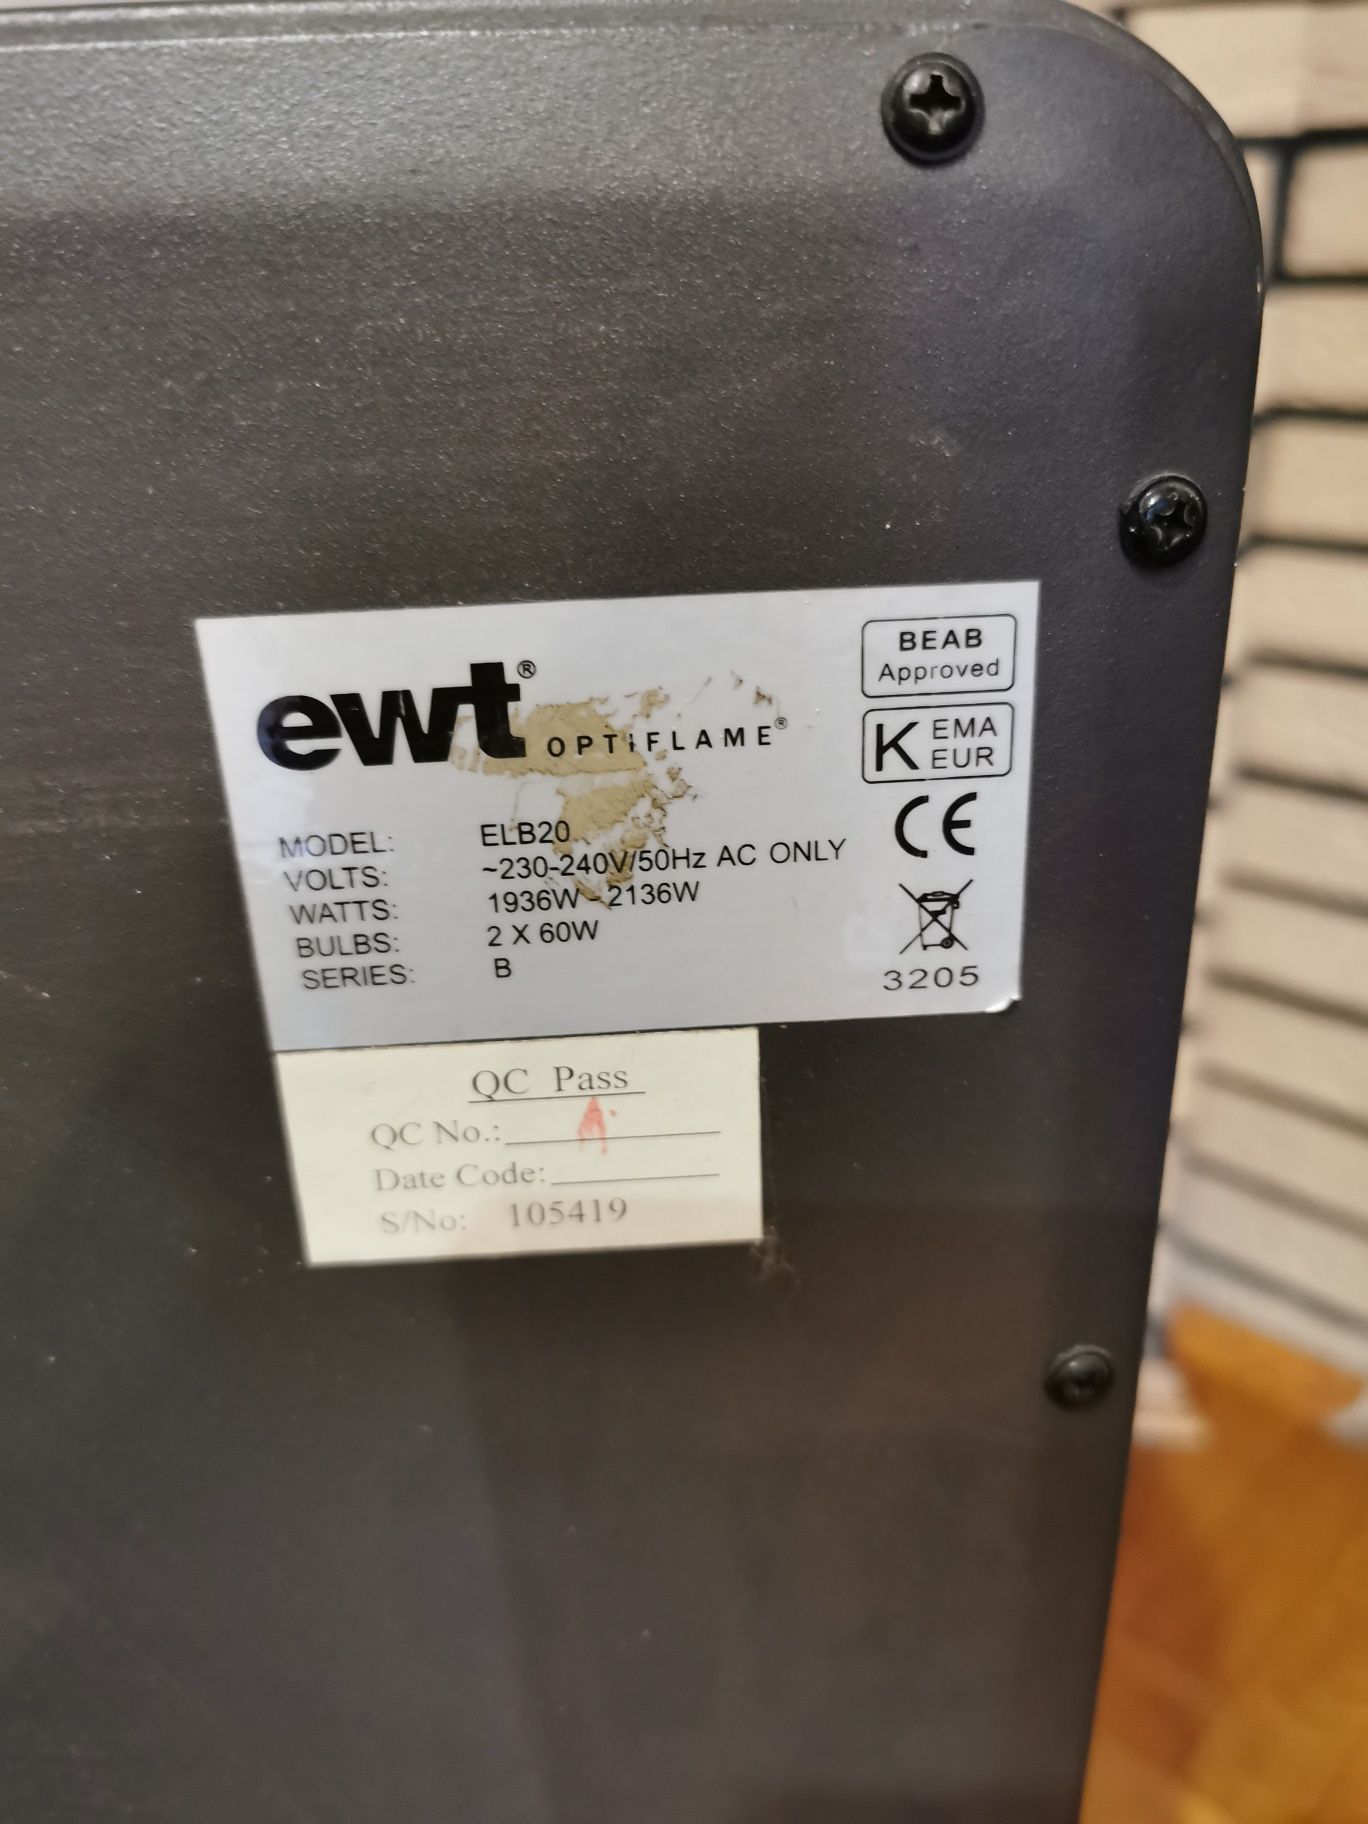 ewt® OPTIFLAME®
BEAB
Approved
K EMA
EUR
CE
MODEL: ELB20
VOLTS: ~230-240V/50Hz AC ONLY
WATTS: 1936W - 2136W
BULBS: 2 X 60W
SERIES: B
3205
QC Pass
QC No.:
Date Code:
S/No: 105419